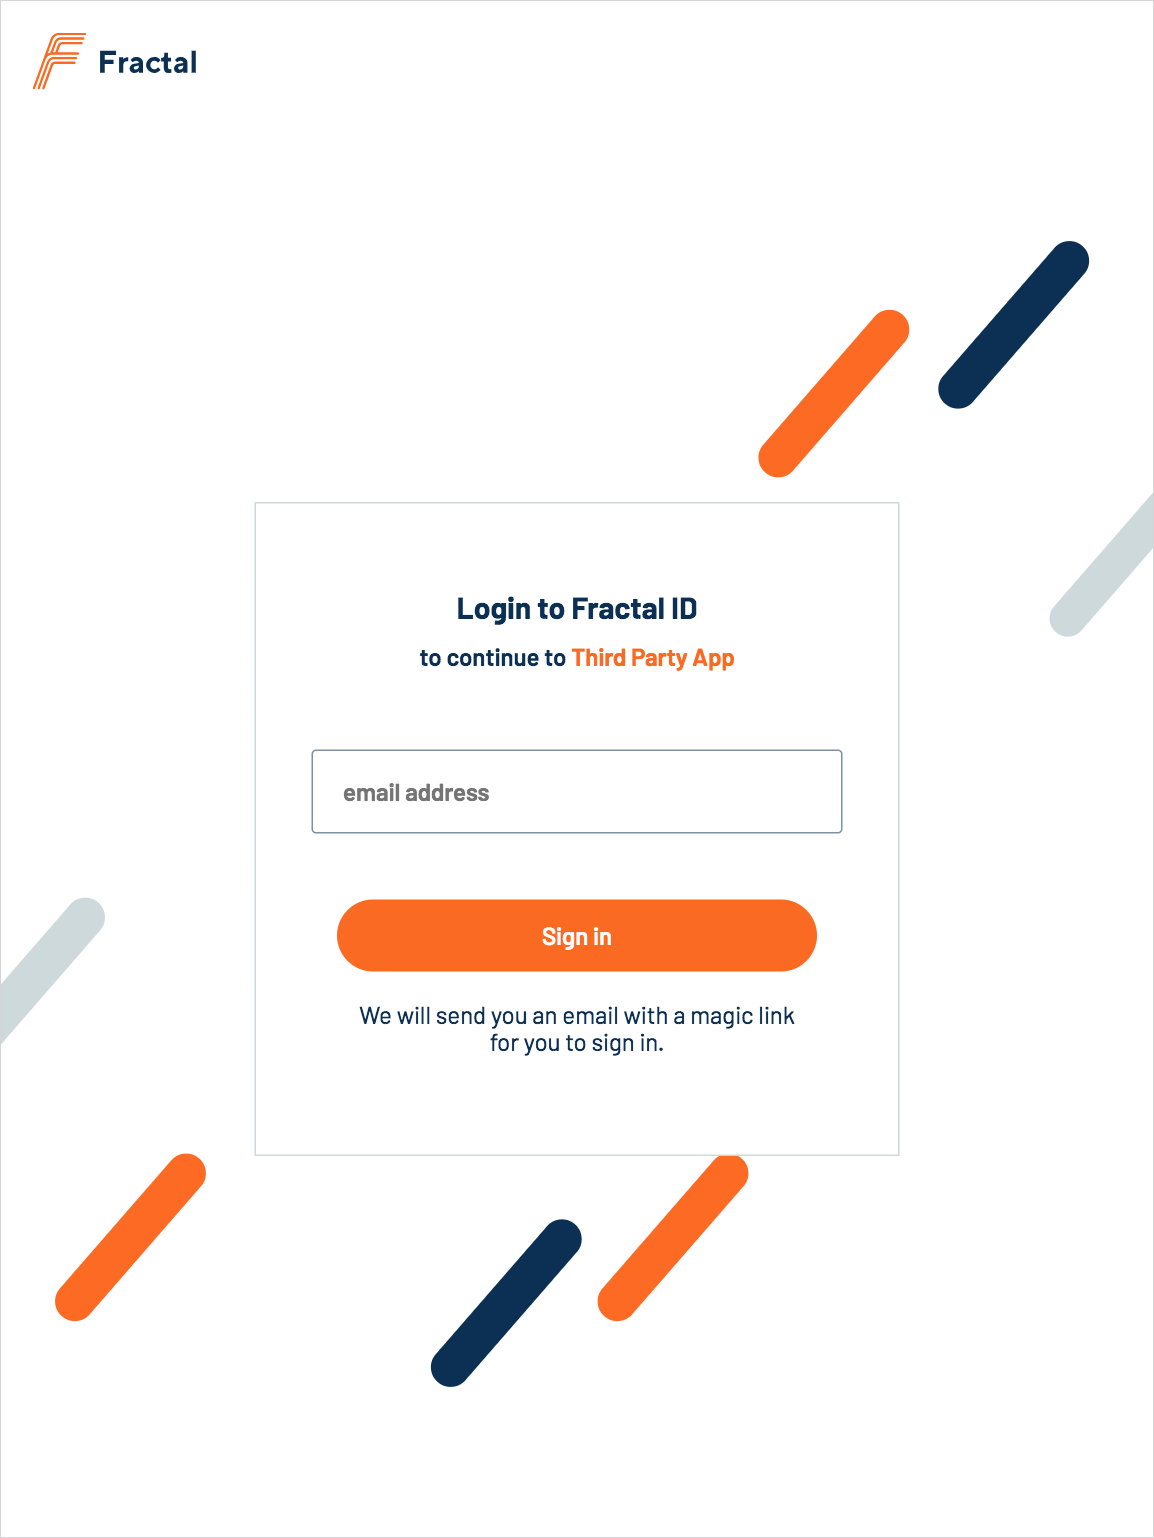 Fractal
Login to Fractal ID
to continue to Third Party App
email address
Sign in
We will send you an email with a magic link
for you to sign in.